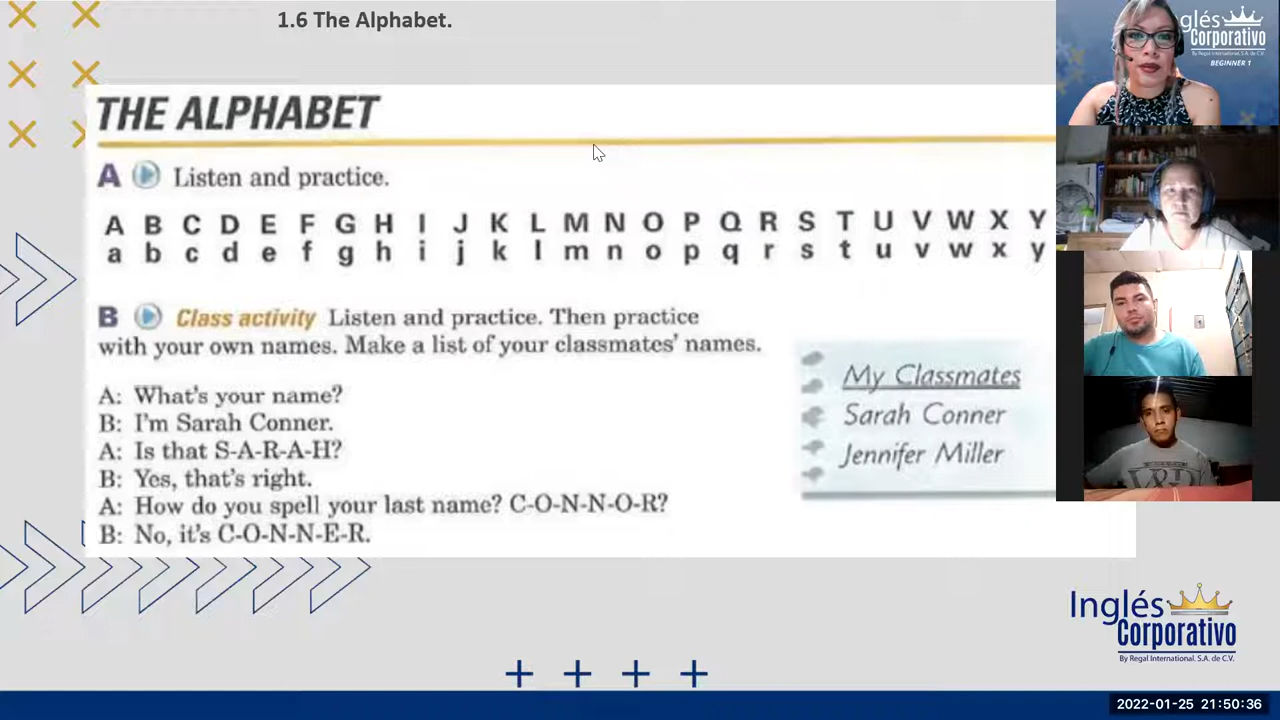 1.6 The Alphabet.
glés
Corporativo
By Regal International, S.A. de C.V.
BEGINNER 1
THE ALPHABET
A Listen and practice.
A B C D E F G H I J K L M N O P Q R S T U V W X Y
a b c d e f g h i j k l m n o p q r s t u v w x y
B Class activity Listen and practice. Then practice
with your own names. Make a list of your classmates' names.
A: What's your name?
B: I'm Sarah Conner.
A: Is that S-A-R-A-H?
B: Yes, that's right.
A: How do you spell your last name? C-O-N-N-O-R?
B: No, it's C-O-N-N-E-R.
My Classmates
Sarah Conner
Jennifer Miller
Inglés
Corporativo
By Regal International, S.A. de C.V.
2022-01-25 21:50:36